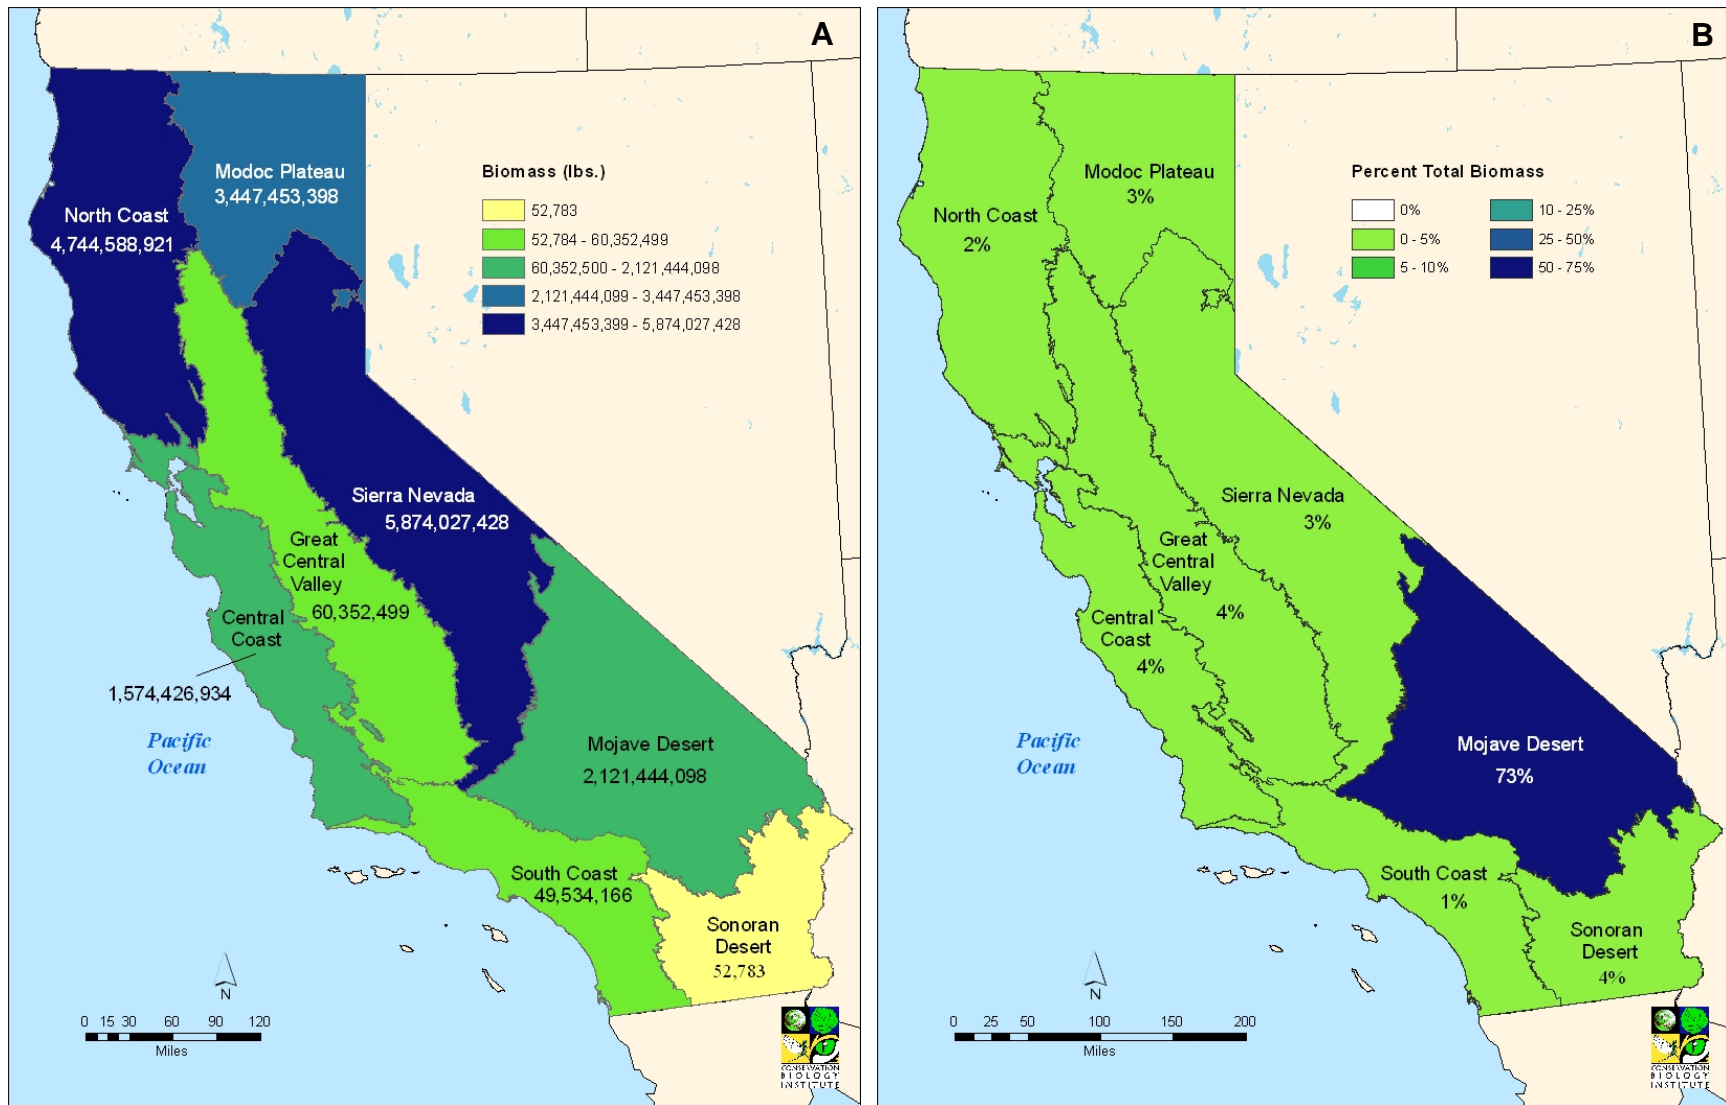 A
Modoc Plateau
3,447,453,398
North Coast
4,744,588,921
Biomass (lbs.)
52,783
52,784 - 60,352,499
60,352,500 - 2,121,444,098
2,121,444,099 - 3,447,453,398
3,447,453,399 - 5,874,027,428
Sierra Nevada
5,874,027,428
Great
Central
Valley
60,352,499
Central
Coast
1,574,426,934
Pacific
Ocean
Mojave Desert
2,121,444,098
South Coast
49,534,166
Sonoran
Desert
52,783
N
0 15 30 60 90 120
Miles
CONSERVATION
BIOLOGY
INSTITUTE
B
Modoc Plateau
3%
North Coast
2%
Percent Total Biomass
0%
0 - 5%
5 - 10%
10 - 25%
25 - 50%
50 - 75%
Sierra Nevada
3%
Great
Central
Valley
4%
Central
Coast
4%
Pacific
Ocean
Mojave Desert
73%
South Coast
1%
Sonoran
Desert
4%
N
0 25 50 100 150 200
Miles
CONSERVATION
BIOLOGY
INSTITUTE